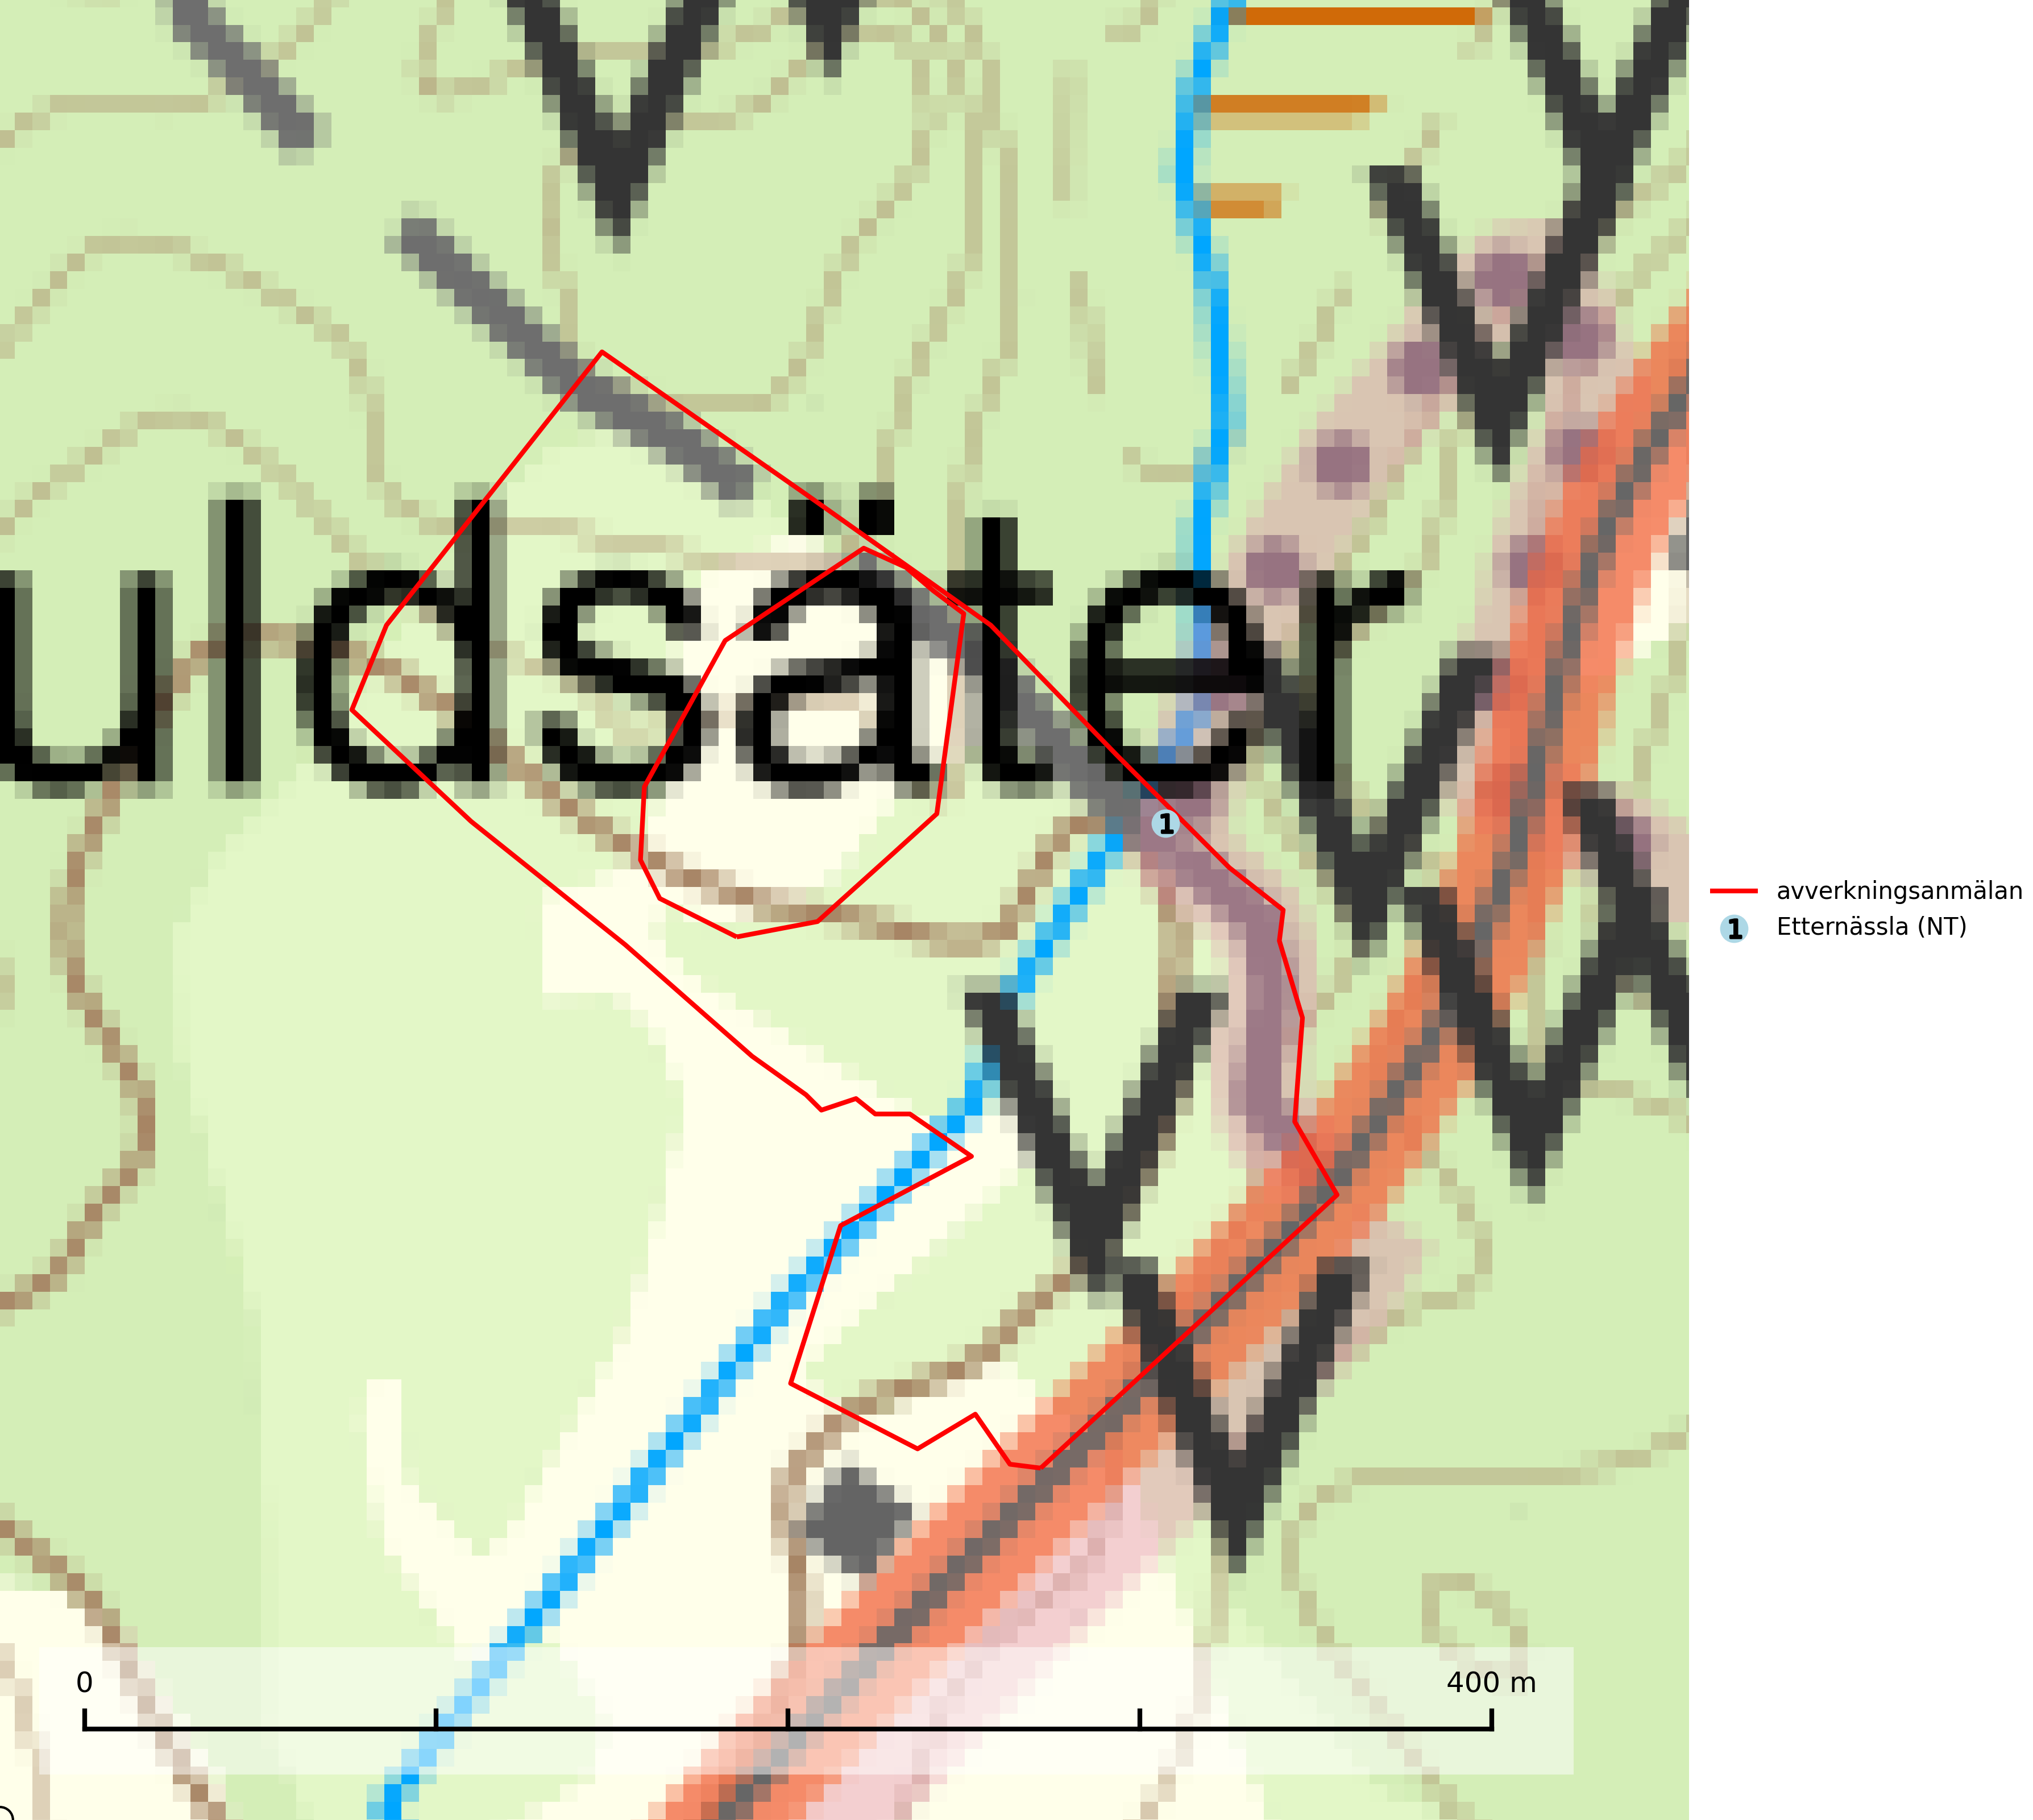 uldsäter
1
avverkningsanmälan
1 Etternässla (NT)
0 400 m